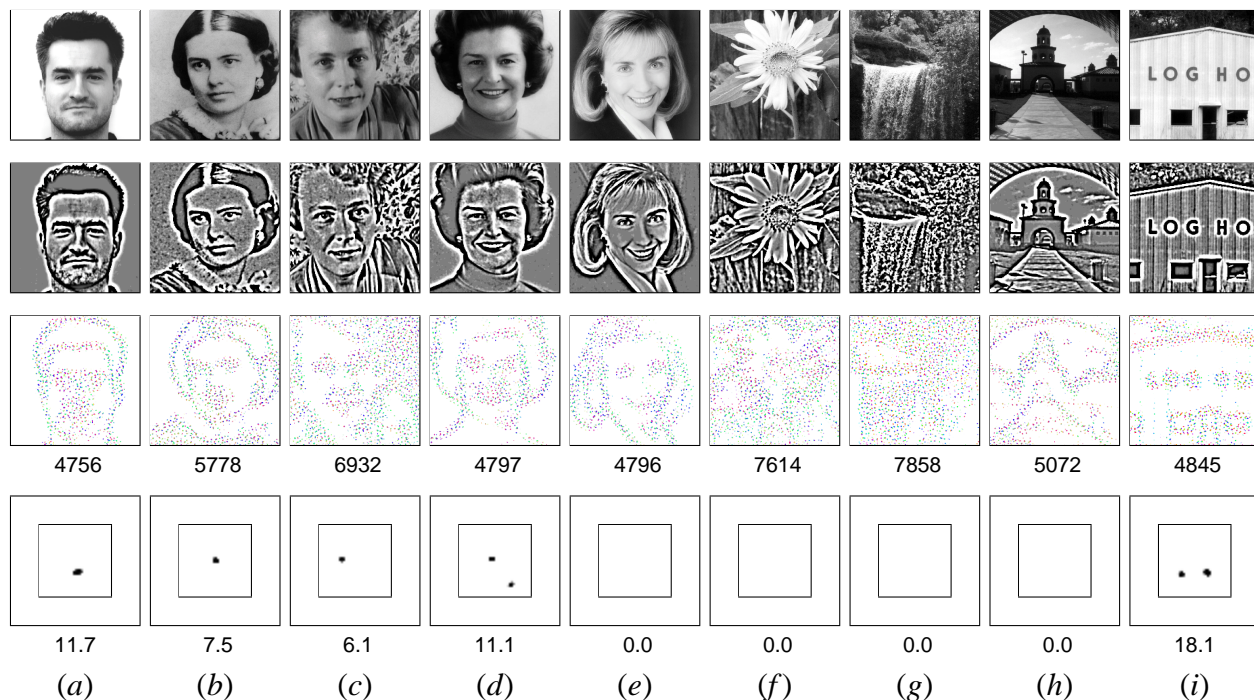 LOG HO
LOG HO
4756 5778 6932 4797 4796 7614 7858 5072 4845
11.7 7.5 6.1 11.1 0.0 0.0 0.0 0.0 18.1
(a) (b) (c) (d) (e) (f) (g) (h) (i)